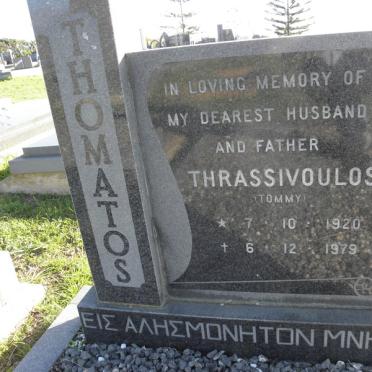 THOMATOS
IN LOVING MEMORY OF
MY DEAREST HUSBAND
AND FATHER
THRASSIVOULOS
(TOMMY)
* 7 · 10 · 1920
† 6 · 12 · 1979
ΕΙΣ ΑΛΗΣΜΟΝΗΤΟΝ ΜΝΗ